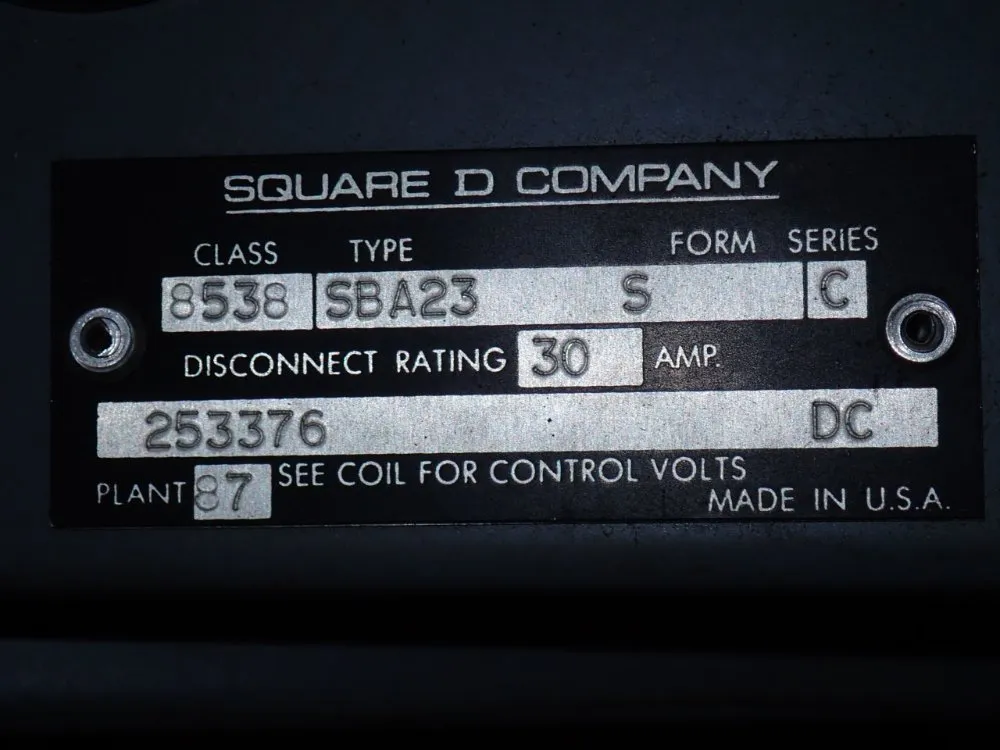 SQUARE D COMPANY
CLASS TYPE FORM SERIES
8538 SBA23 S C
DISCONNECT RATING 30 AMP.
253376 DC
PLANT 87 SEE COIL FOR CONTROL VOLTS
MADE IN U.S.A.